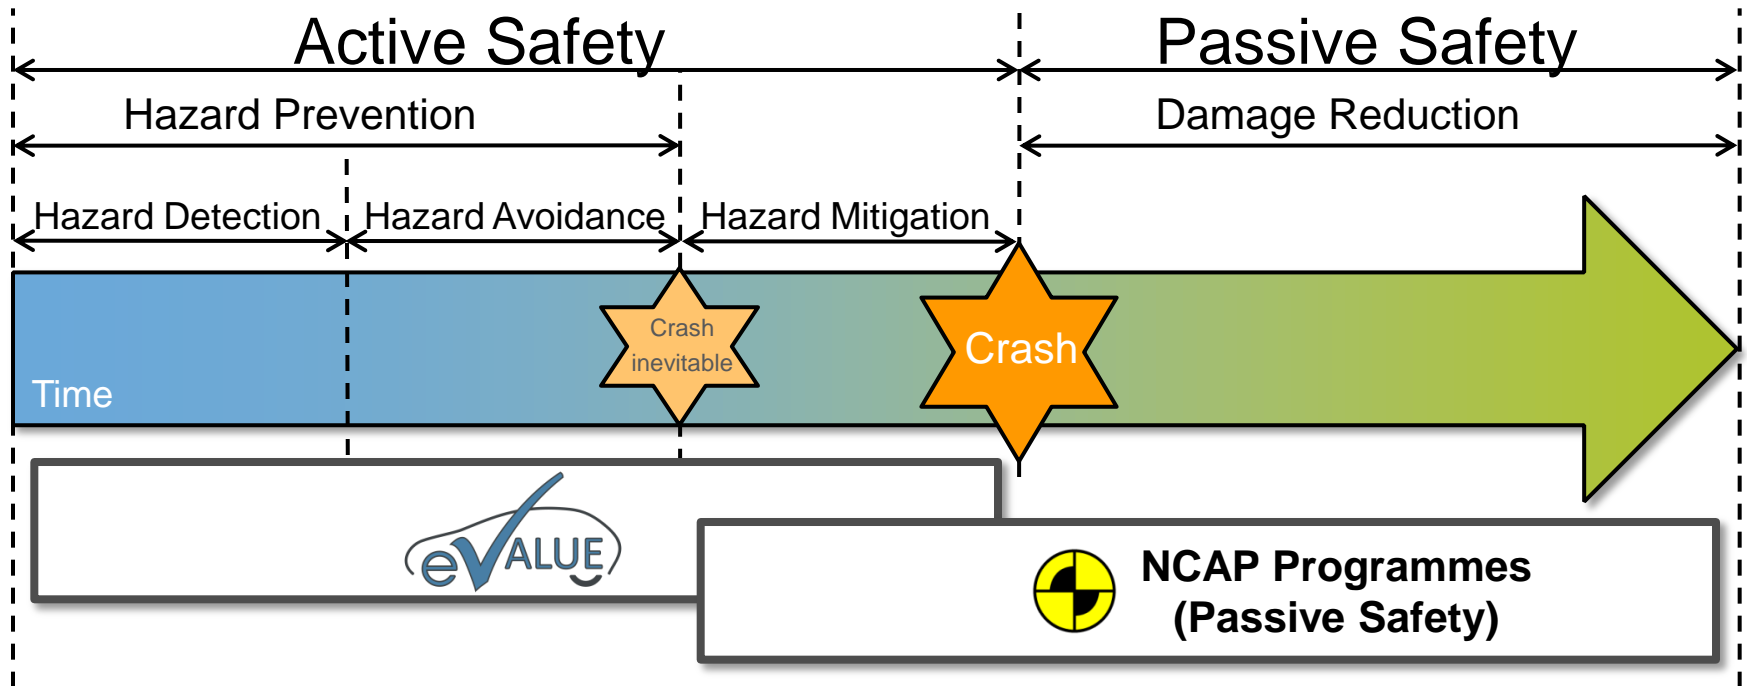 Active Safety
Passive Safety
Hazard Prevention
Damage Reduction
Hazard Detection
Hazard Avoidance
Hazard Mitigation
Crash
inevitable
Crash
Time
eVALUE
NCAP Programmes
(Passive Safety)